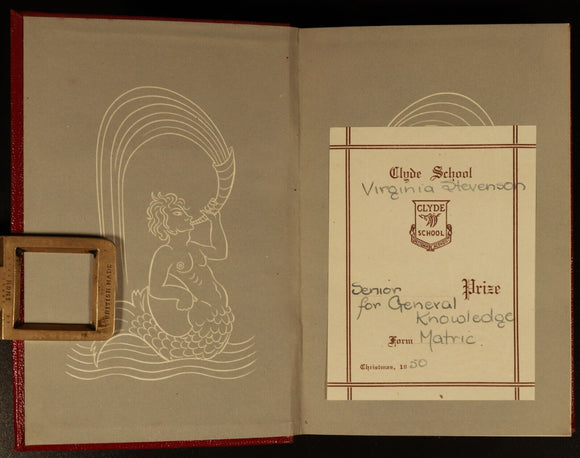 Clyde School
Virginia Stevenson
CLYDE
SCHOOL
Senior Prize
for General
Knowledge
Form Matric.
Christmas, 1950
BRITISH MADE